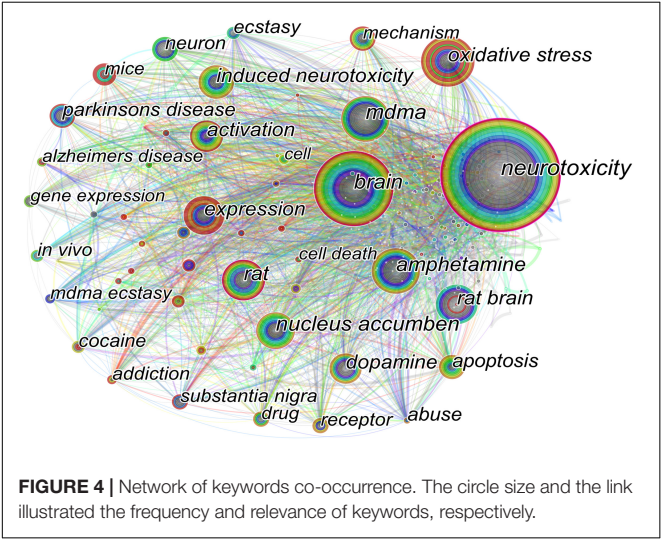 ecstasy
mechanism
neuron
oxidative stress
mice
induced neurotoxicity
parkinsons disease
mdma
activation
alzheimers disease
cell
neurotoxicity
brain
gene expression
expression
in vivo
cell death
amphetamine
rat
mdma ecstasy
rat brain
nucleus accumben
cocaine
dopamine
apoptosis
addiction
substantia nigra
drug
receptor
abuse
FIGURE 4 | Network of keywords co-occurrence. The circle size and the link
illustrated the frequency and relevance of keywords, respectively.